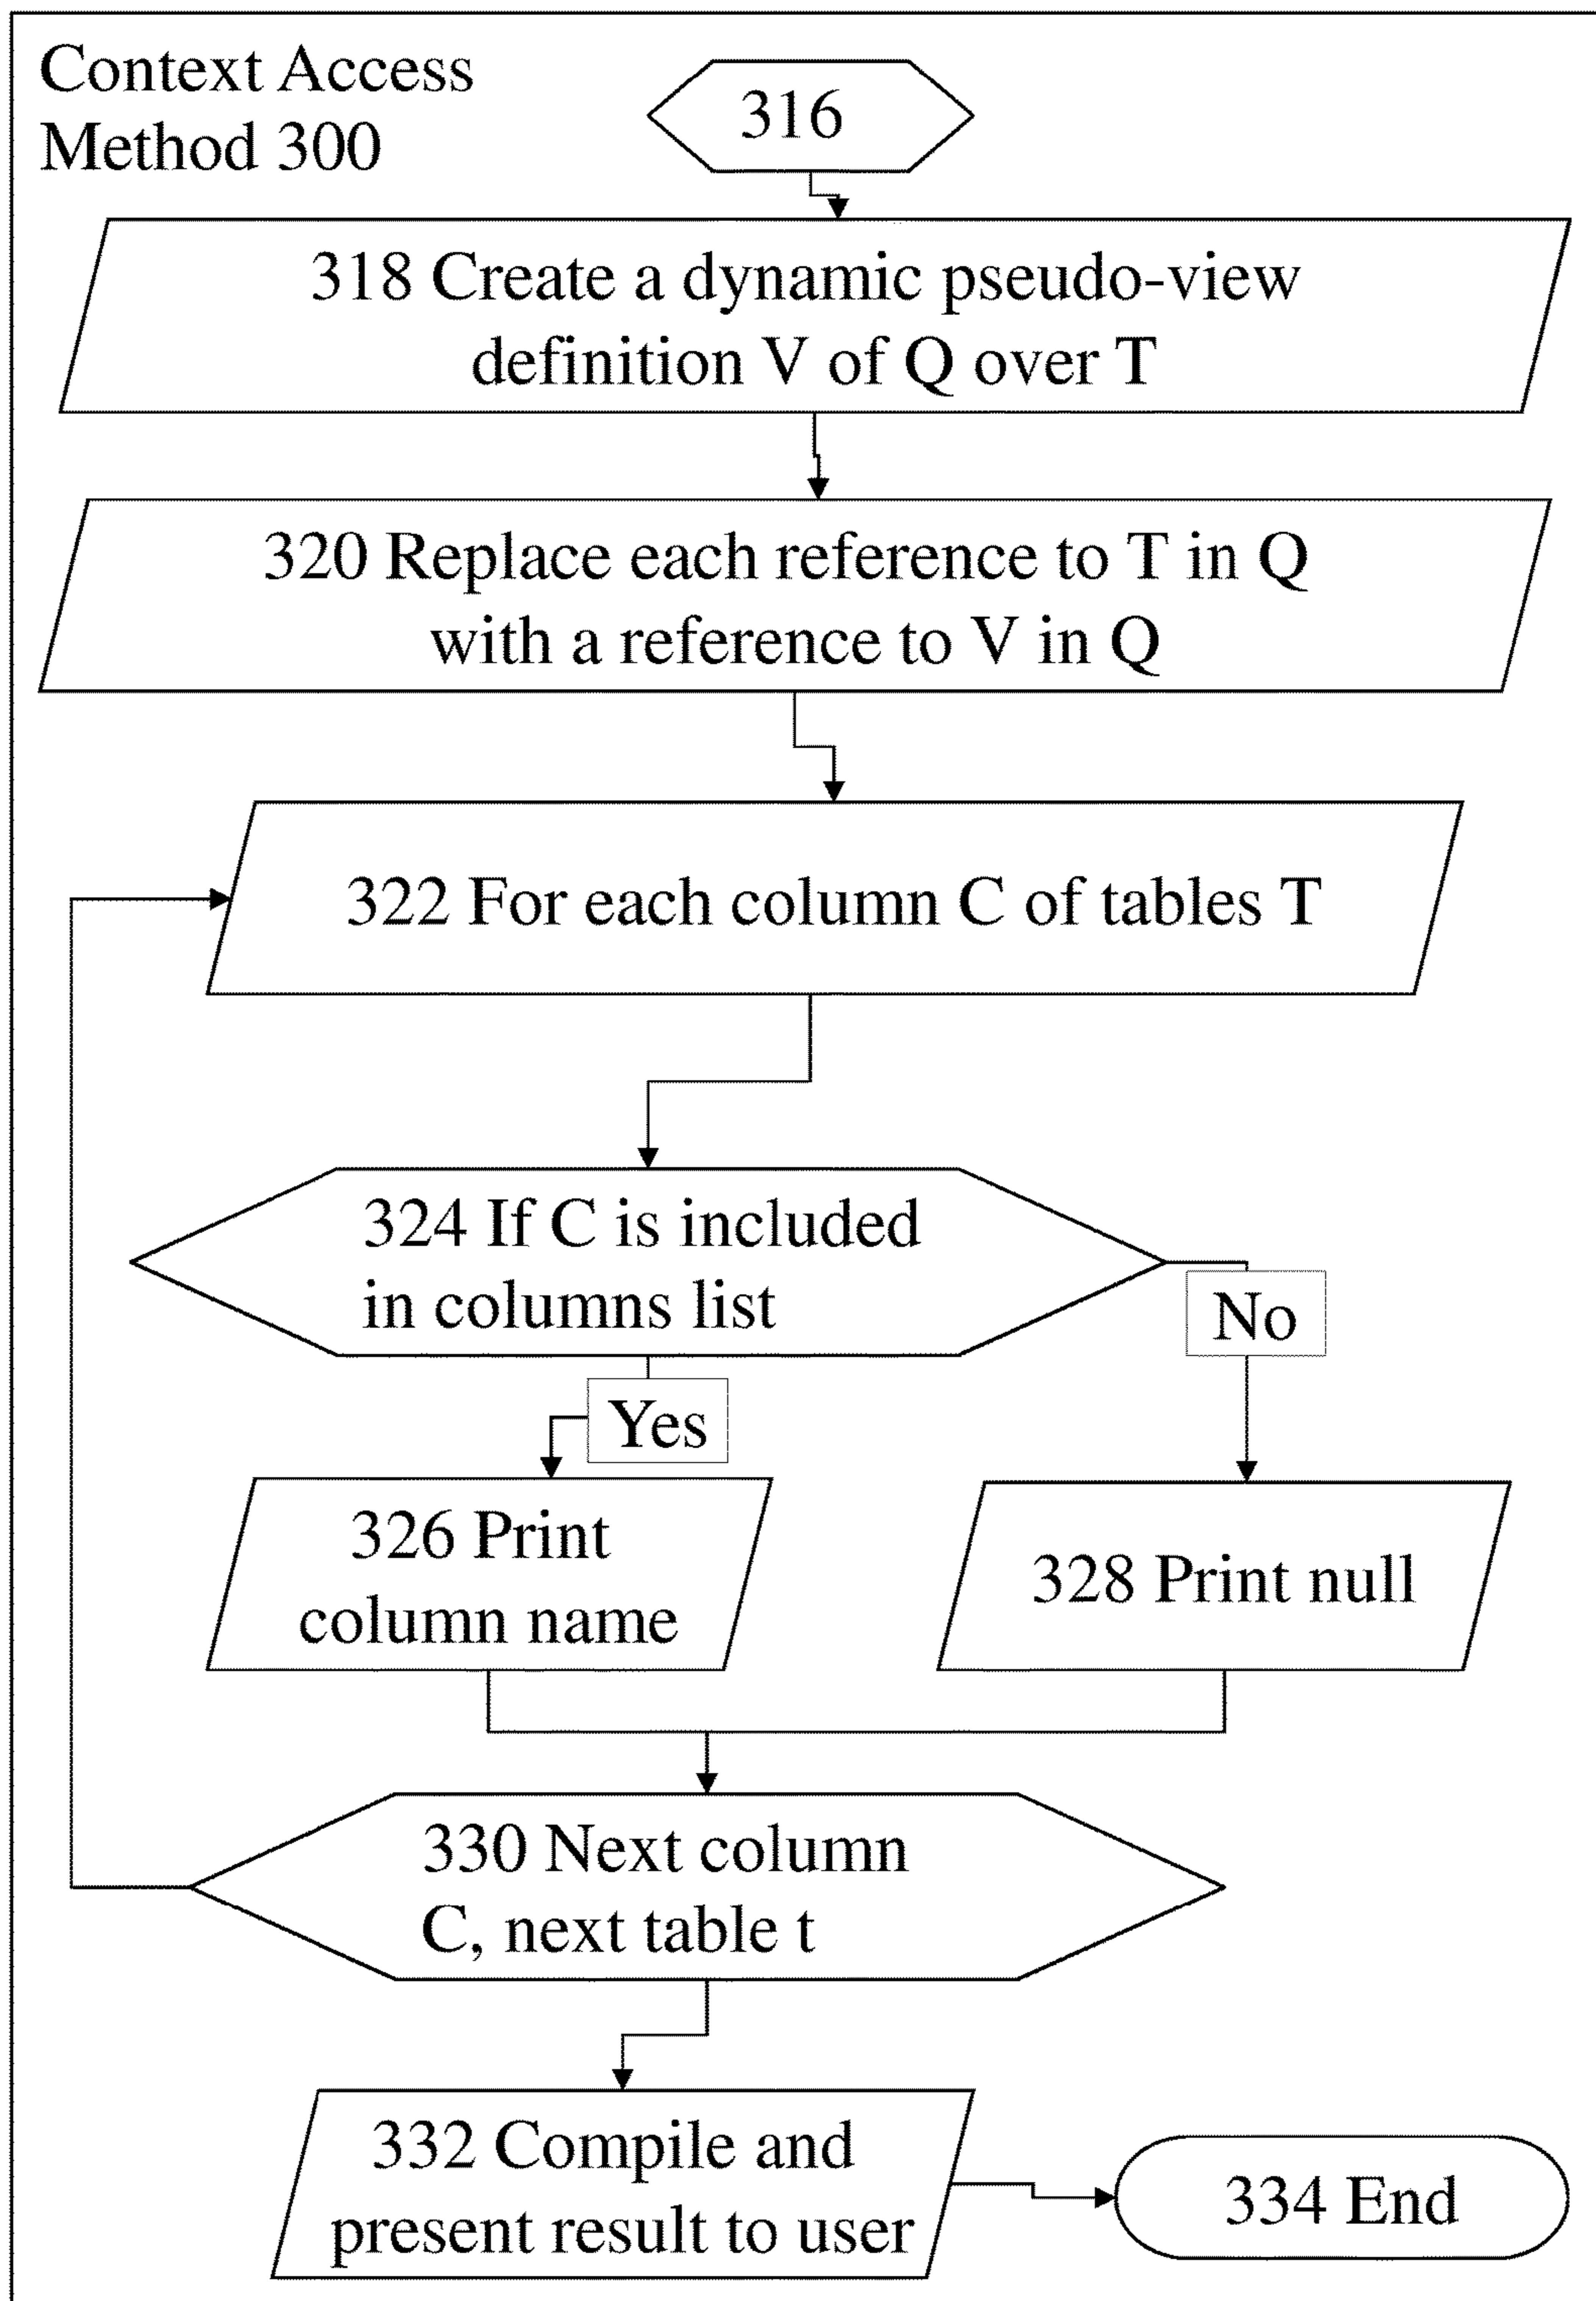 Context Access
Method 300
316
318 Create a dynamic pseudo-view
definition V of Q over T
320 Replace each reference to T in Q
with a reference to V in Q
322 For each column C of tables T
324 If C is included
in columns list
No
Yes
326 Print
column name
328 Print null
330 Next column
C, next table t
332 Compile and
present result to user
334 End